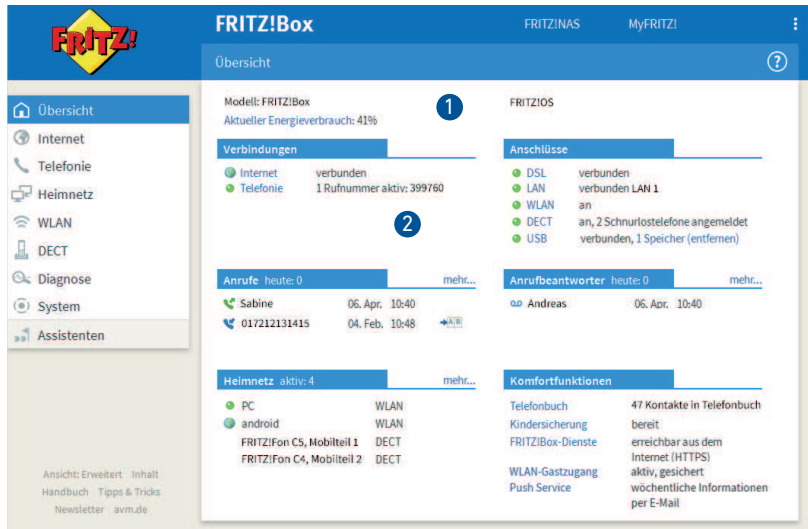 FRITZ!
FRITZ!Box
FRITZ!NAS
MyFRITZ!
Übersicht
?
Übersicht
Internet
Telefonie
Heimnetz
WLAN
DECT
Diagnose
System
Assistenten
Ansicht: Erweitert Inhalt
Handbuch Tipps & Tricks
Newsletter avm.de
Modell: FRITZ!Box
1
FRITZ!OS
Aktueller Energieverbrauch: 41%
Verbindungen
Internet verbunden
Telefonie 1 Rufnummer aktiv: 399760
2
Anschlüsse
DSL verbunden
LAN verbunden LAN 1
WLAN an
DECT an, 2 Schnurlostelefone angemeldet
USB verbunden, 1 Speicher (entfernen)
Anrufe heute: 0 mehr...
Sabine 06. Apr. 10:40
017212131415 04. Feb. 10:48
Anrufbeantworter heute: 0 mehr...
Andreas 06. Apr. 10:40
Heimnetz aktiv: 4 mehr...
PC WLAN
android WLAN
FRITZ!Fon C5, Mobilteil 1 DECT
FRITZ!Fon C4, Mobilteil 2 DECT
Komfortfunktionen
Telefonbuch 47 Kontakte in Telefonbuch
Kindersicherung bereit
FRITZ!Box-Dienste erreichbar aus dem
Internet (HTTPS)
WLAN-Gastzugang aktiv, gesichert
Push Service wöchentliche Informationen
per E-Mail